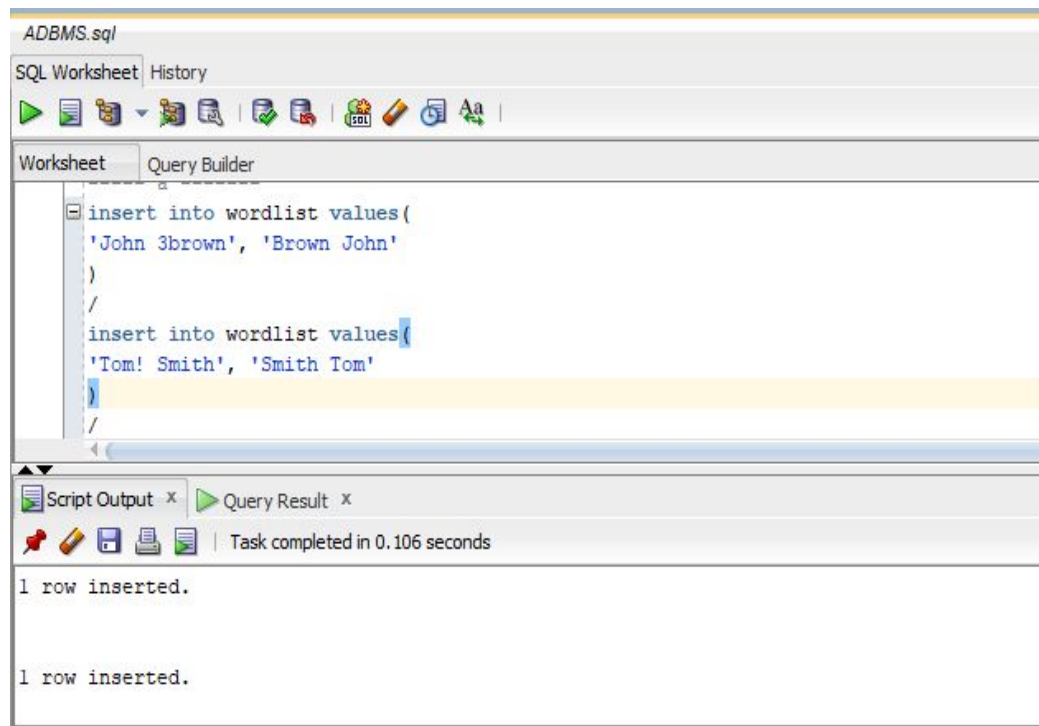 ADBMS.sql
SQL Worksheet History
SQL Aa
Worksheet Query Builder
insert into wordlist values(
'John 3brown', 'Brown John'
)
/
insert into wordlist values(
'Tom! Smith', 'Smith Tom'
)
/
Script Output x Query Result x
Task completed in 0.106 seconds
1 row inserted.
1 row inserted.